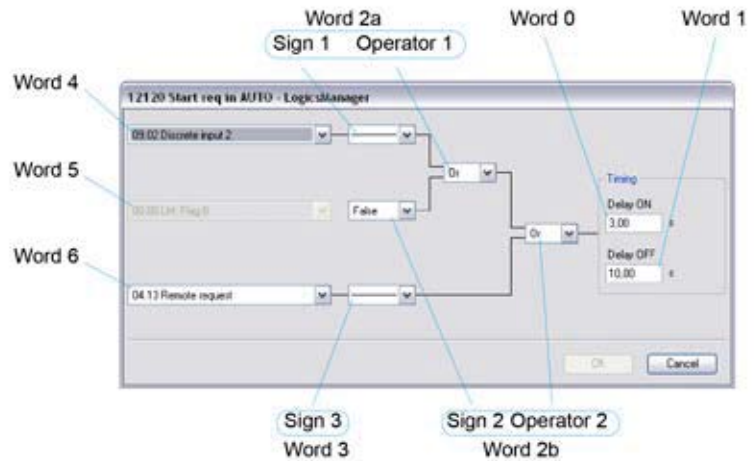 Word 2a
Word 0
Word 1
Sign 1
Operator 1
Word 4
12120 Start req in AUTO - LogicsManager
09.02 Discrete input 2
Or
Word 5
Timing
Delay ON
3,00 s
False
Or
Delay OFF
10,00 s
Word 6
04.13 Remote request
OK
Cancel
Sign 3
Sign 2 Operator 2
Word 3
Word 2b